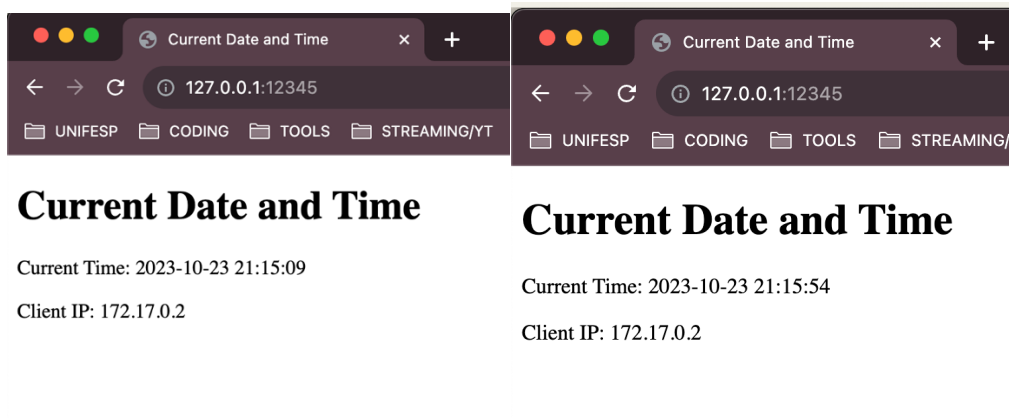 Current Date and Time × +
127.0.0.1:12345
UNIFESP CODING TOOLS STREAMING/YT
Current Date and Time
Current Time: 2023-10-23 21:15:09
Client IP: 172.17.0.2
Current Date and Time × +
127.0.0.1:12345
UNIFESP CODING TOOLS STREAMING/
Current Date and Time
Current Time: 2023-10-23 21:15:54
Client IP: 172.17.0.2